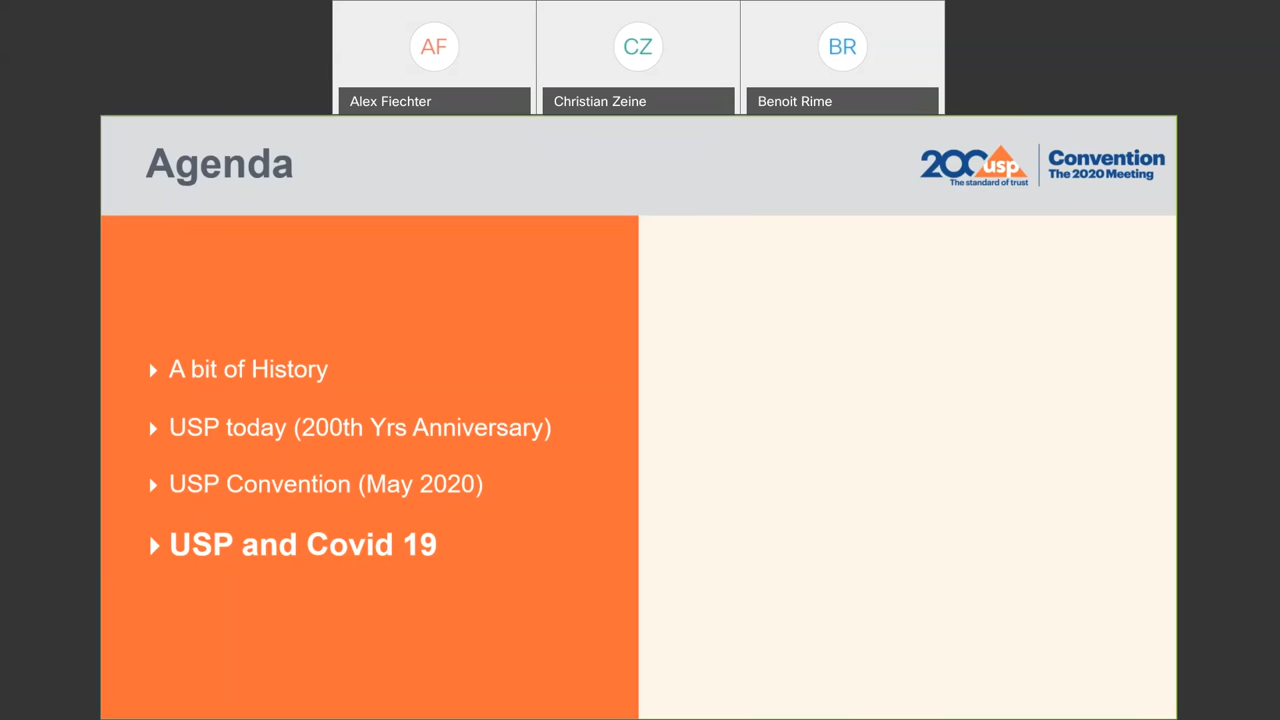 AF
CZ
BR
Alex Fiechter
Christian Zeine
Benoit Rime
Agenda
200 usp
The standard of trust
Convention
The 2020 Meeting
A bit of History
USP today (200th Yrs Anniversary)
USP Convention (May 2020)
USP and Covid 19